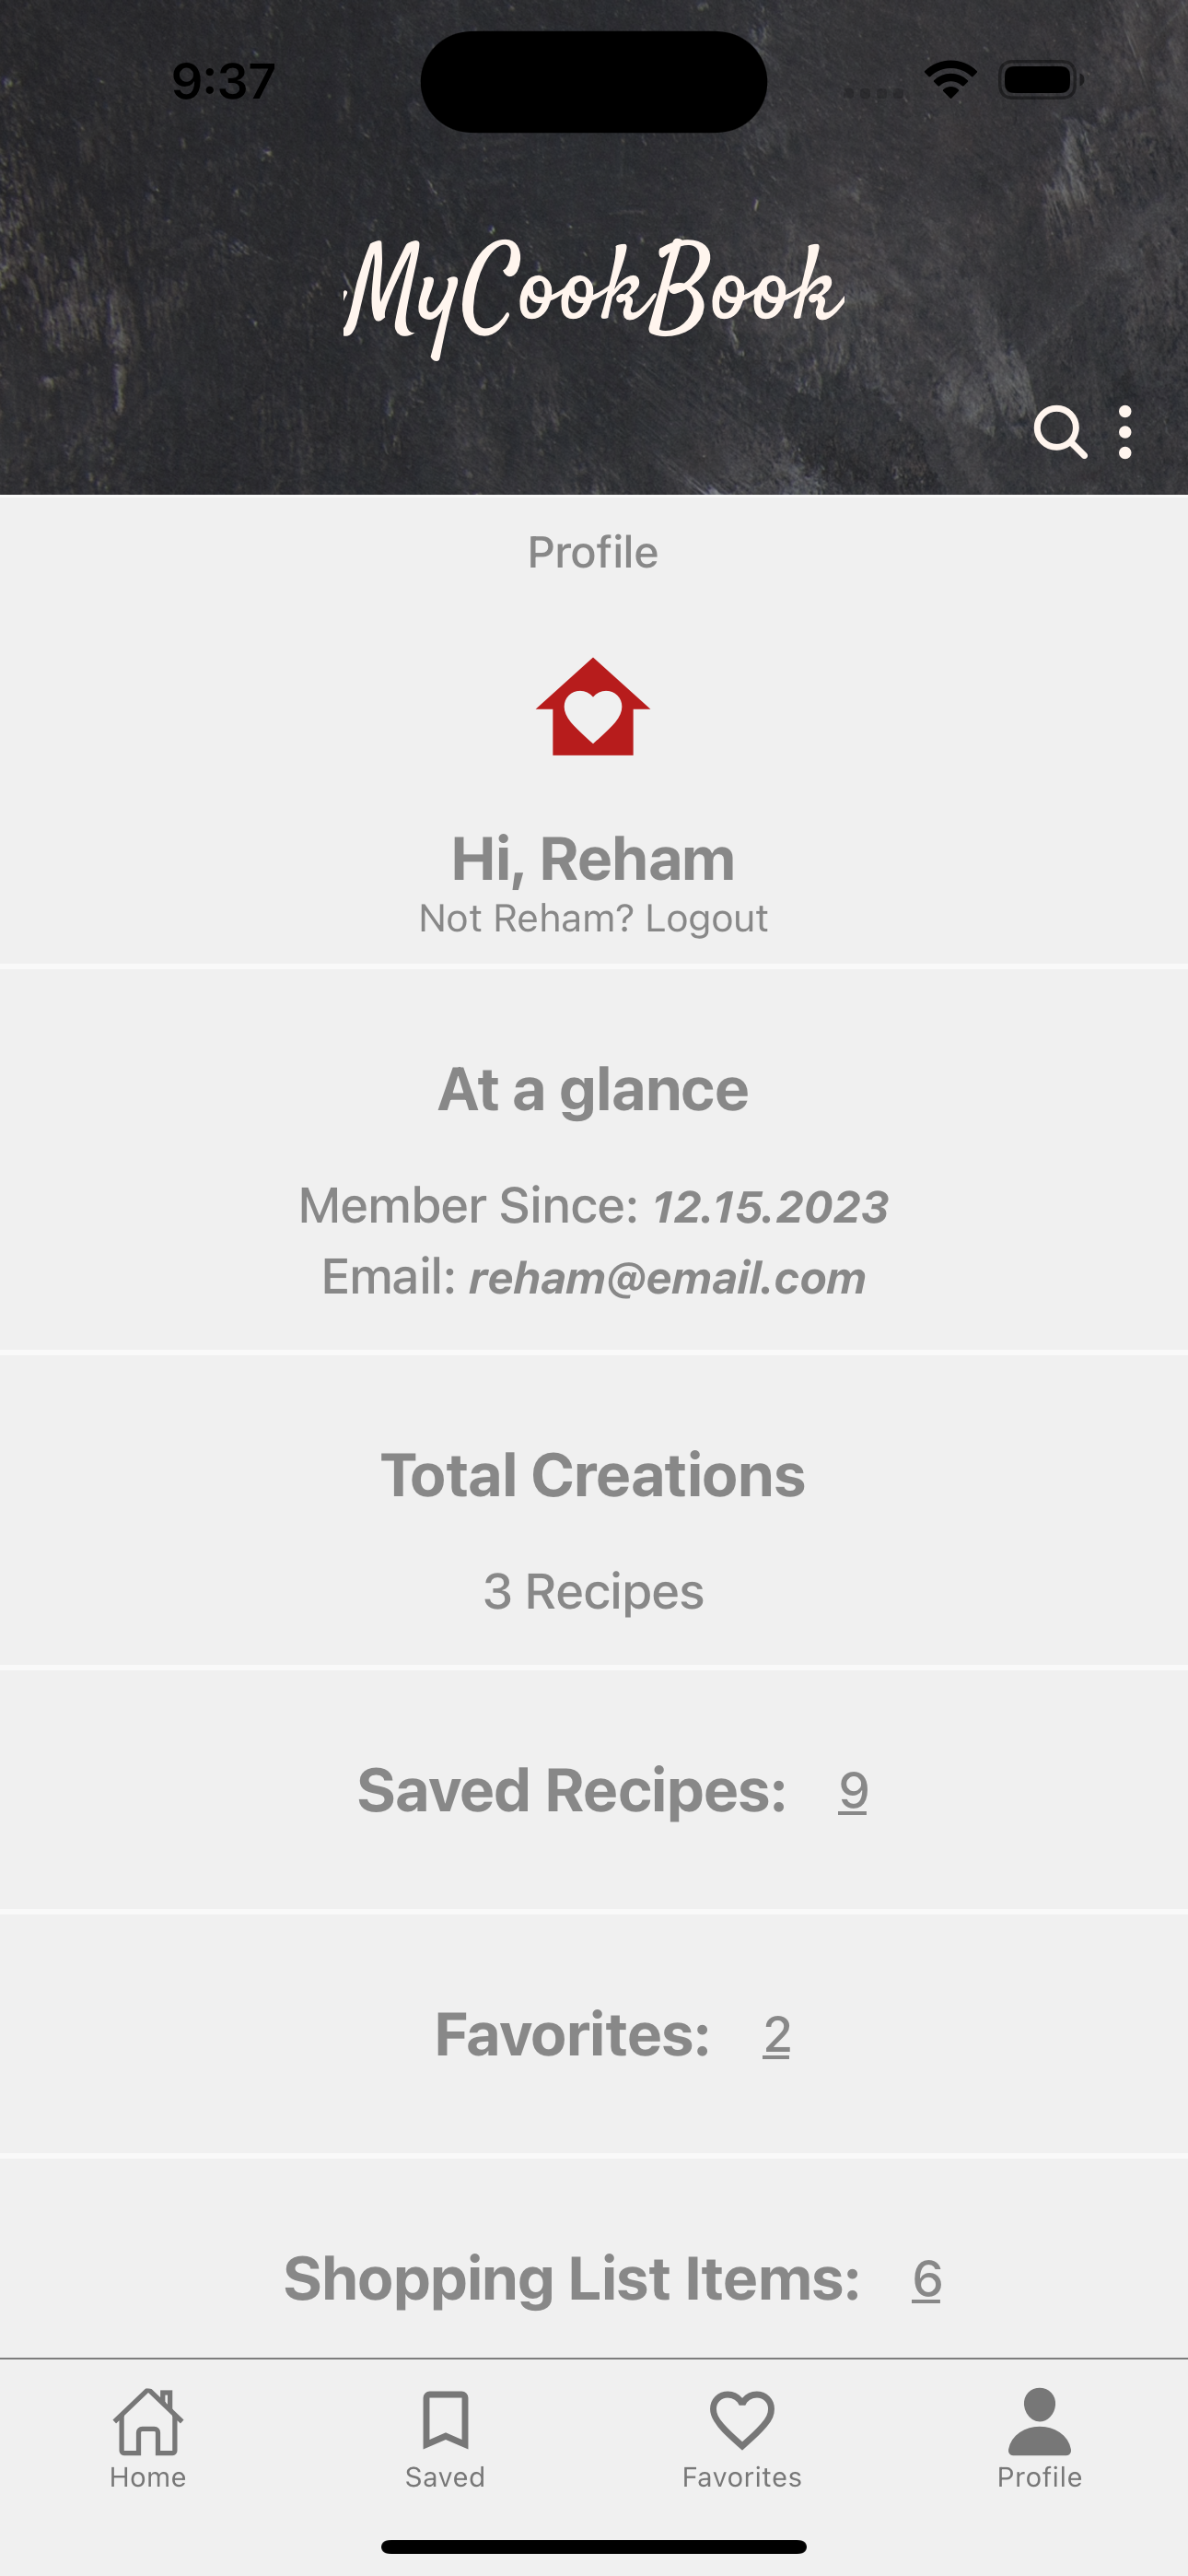 9:37
MyCookBook
Profile
Hi, Reham
Not Reham? Logout
At a glance
Member Since: 12.15.2023
Email: reham@email.com
Total Creations
3 Recipes
Saved Recipes: 9
Favorites: 2
Shopping List Items: 6
Home Saved Favorites Profile